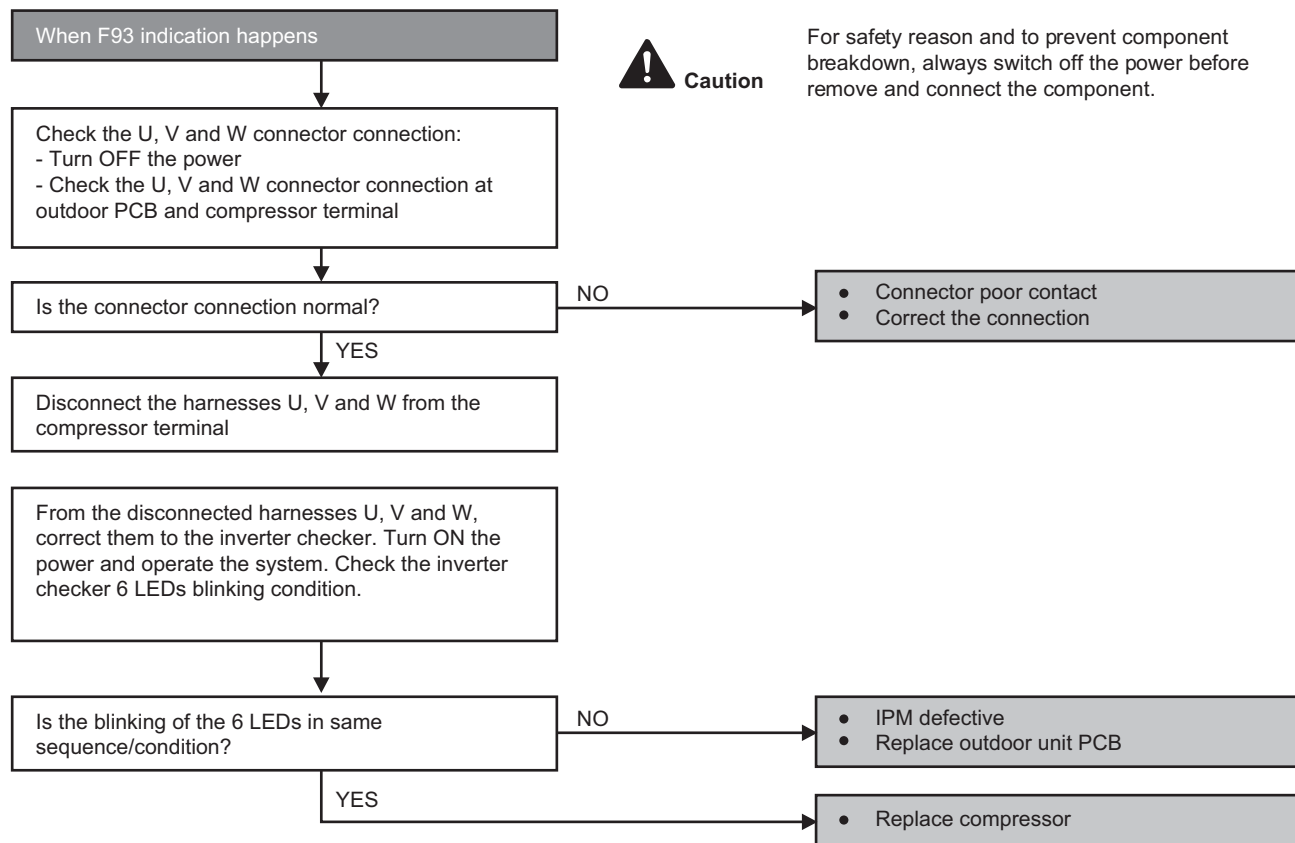 When F93 indication happens
Caution
For safety reason and to prevent component
breakdown, always switch off the power before
remove and connect the component.
Check the U, V and W connector connection:
- Turn OFF the power
- Check the U, V and W connector connection at
outdoor PCB and compressor terminal
Is the connector connection normal?
NO
● Connector poor contact
● Correct the connection
YES
Disconnect the harnesses U, V and W from the
compressor terminal
From the disconnected harnesses U, V and W,
correct them to the inverter checker. Turn ON the
power and operate the system. Check the inverter
checker 6 LEDs blinking condition.
Is the blinking of the 6 LEDs in same
sequence/condition?
NO
● IPM defective
● Replace outdoor unit PCB
YES
● Replace compressor